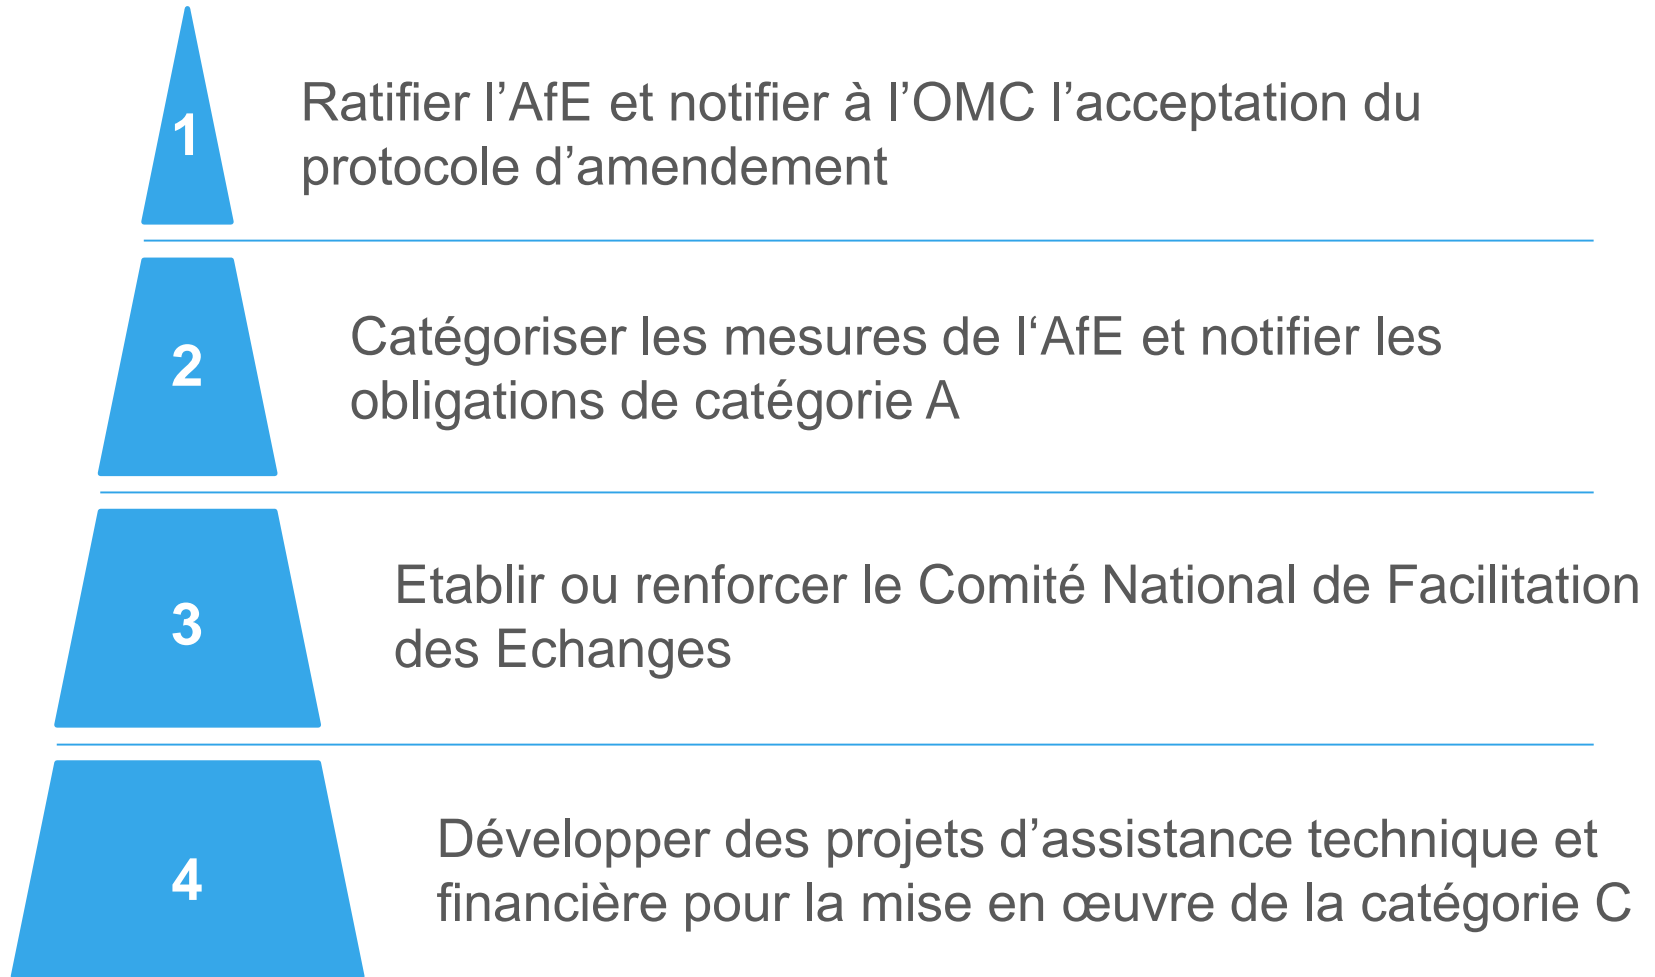 1
Ratifier l’AfE et notifier à l’OMC l’acceptation du
protocole d’amendement
2
Catégoriser les mesures de l‘AfE et notifier les
obligations de catégorie A
3
Etablir ou renforcer le Comité National de Facilitation
des Echanges
4
Développer des projets d’assistance technique et
financière pour la mise en œuvre de la catégorie C